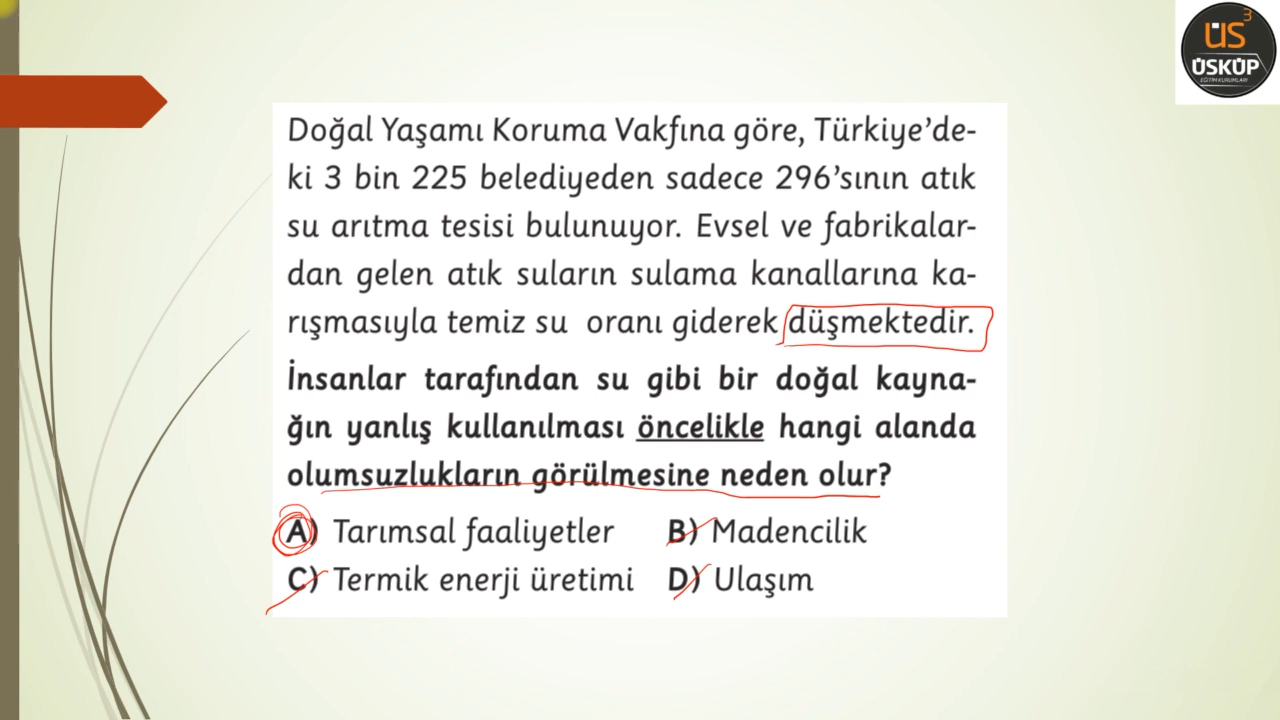 ÜS3
ÜSKÜP
EĞİTİM KURUMLARI
Doğal Yaşamı Koruma Vakfına göre, Türkiye’de-
ki 3 bin 225 belediyeden sadece 296’sının atık
su arıtma tesisi bulunuyor. Evsel ve fabrikalar-
dan gelen atık suların sulama kanallarına ka-
rışmasıyla temiz su oranı giderek düşmektedir.
İnsanlar tarafından su gibi bir doğal kayna-
ğın yanlış kullanılması öncelikle hangi alanda
olumsuzlukların görülmesine neden olur?
A) Tarımsal faaliyetler B) Madencilik
C) Termik enerji üretimi D) Ulaşım